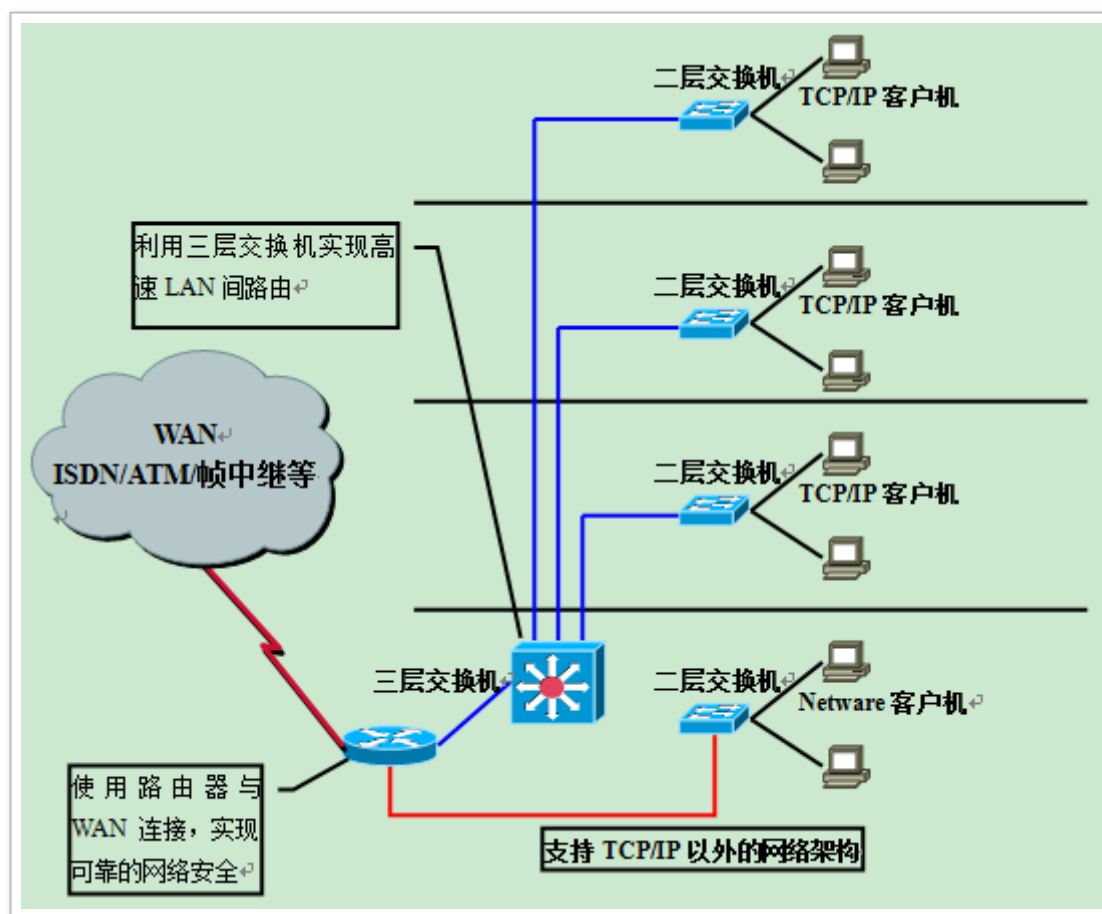 二层交换机
TCP/IP 客户机
利用三层交换机实现高
速 LAN 间路由
二层交换机
TCP/IP 客户机
WAN
ISDN/ATM/帧中继等
二层交换机
TCP/IP 客户机
三层交换机
二层交换机
Netware 客户机
使用路由器与
WAN 连接，实现
可靠的网络安全
支持 TCP/IP 以外的网络架构